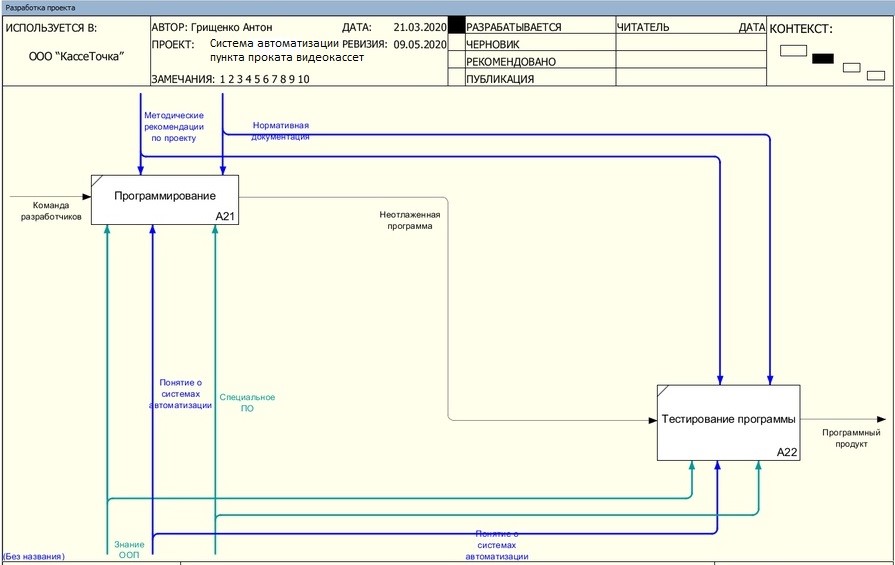 Разработка проекта
ИСПОЛЬЗУЕТСЯ В:
ООО “КассеТочка”
АВТОР: Грищенко Антон
ДАТА: 21.03.2020
ПРОЕКТ: Система автоматизации
пункта проката видеокассет
РЕВИЗИЯ: 09.05.2020
ЗАМЕЧАНИЯ: 1 2 3 4 5 6 7 8 9 10
РАЗРАБАТЫВАЕТСЯ
ЧЕРНОВИК
РЕКОМЕНДОВАНО
ПУБЛИКАЦИЯ
ЧИТАТЕЛЬ
ДАТА
КОНТЕКСТ:
Методические
рекомендации
по проекту
Нормативная
документация
Программирование
A21
Команда
разработчиков
Неотлаженная
программа
Понятие о
системах
автоматизации
Специальное
ПО
Тестирование программы
A22
Программный
продукт
Знание
ООП
Понятие о
системах
автоматизации
(Без названия)